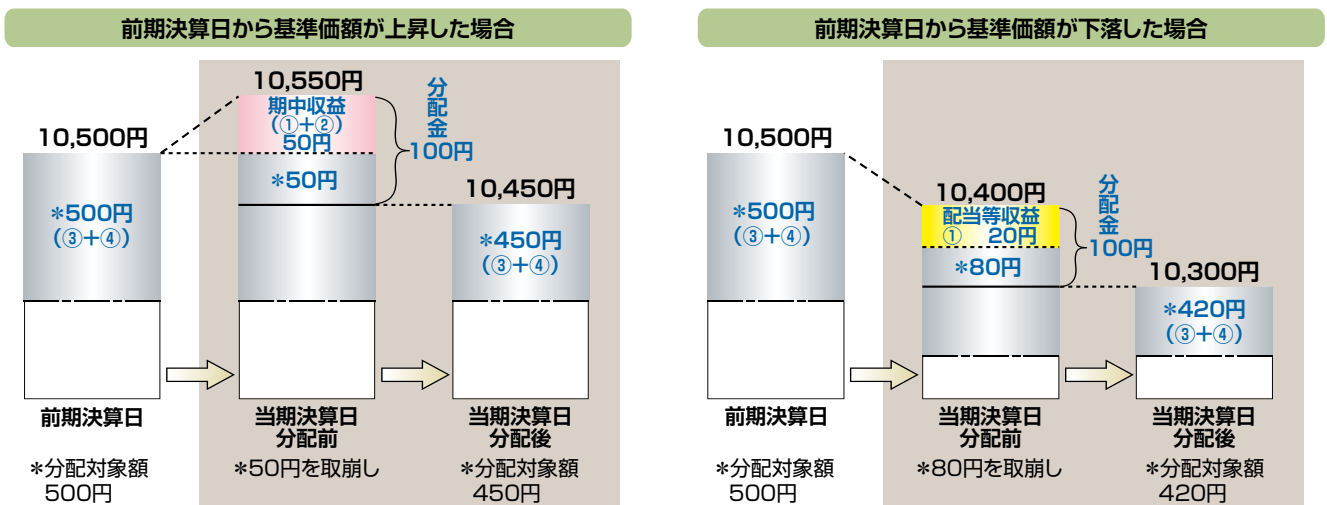 前期決算日から基準価額が上昇した場合
10,500円
*500円
(③+④)
前期決算日
*分配対象額
500円
10,550円
期中収益
(①+②)
50円
*50円
分配金
100円
当期決算日
分配前
*50円を取崩し
10,450円
*450円
(③+④)
当期決算日
分配後
*分配対象額
450円
前期決算日から基準価額が下落した場合
10,500円
*500円
(③+④)
前期決算日
*分配対象額
500円
10,400円
配当等収益
① 20円
*80円
分配金
100円
当期決算日
分配前
*80円を取崩し
10,300円
*420円
(③+④)
当期決算日
分配後
*分配対象額
420円